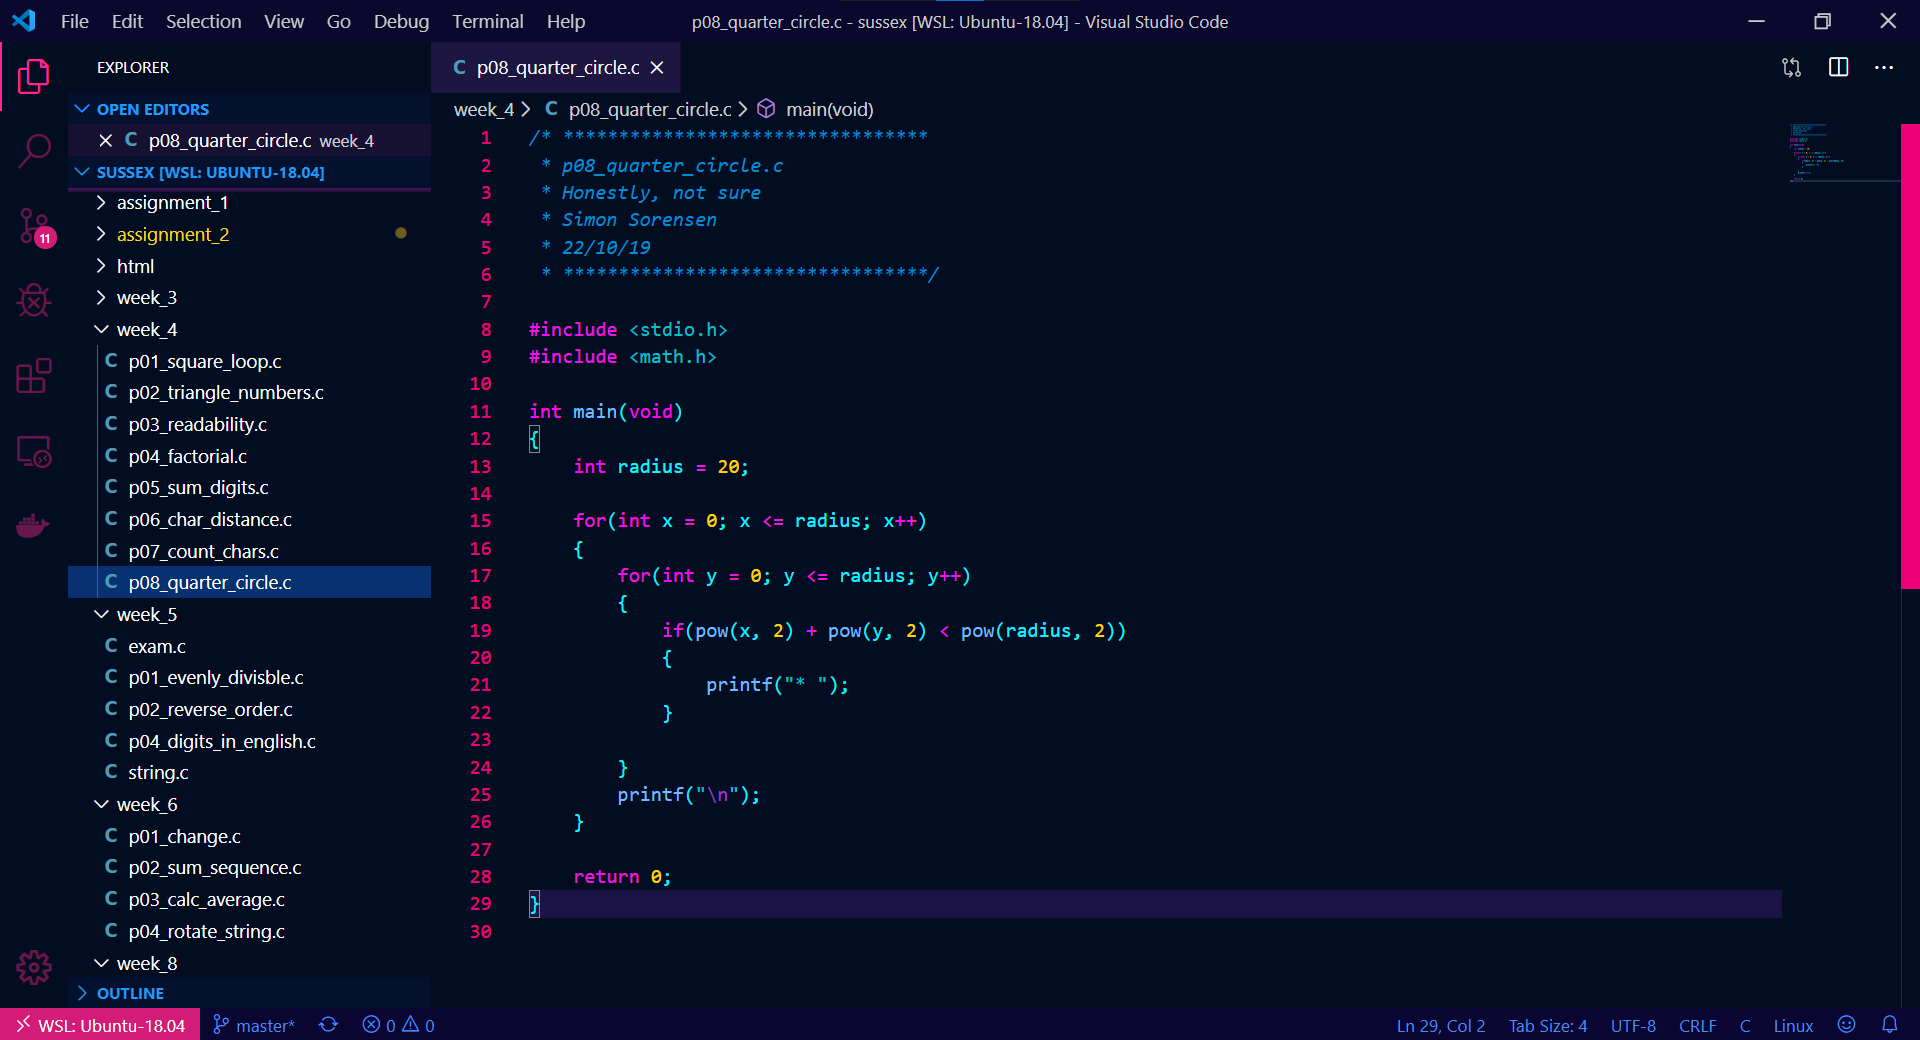 File Edit Selection View Go Debug Terminal Help p08_quarter_circle.c - sussex [WSL: Ubuntu-18.04] - Visual Studio Code
EXPLORER
OPEN EDITORS
C p08_quarter_circle.c week_4
SUSSEX [WSL: UBUNTU-18.04]
assignment_1
assignment_2
html
week_3
week_4
C p01_square_loop.c
C p02_triangle_numbers.c
C p03_readability.c
C p04_factorial.c
C p05_sum_digits.c
C p06_char_distance.c
C p07_count_chars.c
C p08_quarter_circle.c
week_5
C exam.c
C p01_evenly_divisble.c
C p02_reverse_order.c
C p04_digits_in_english.c
C string.c
week_6
C p01_change.c
C p02_sum_sequence.c
C p03_calc_average.c
C p04_rotate_string.c
week_8
OUTLINE
11
C p08_quarter_circle.c
week_4 > C p08_quarter_circle.c > main(void)
1 /* *********************************
2 * p08_quarter_circle.c
3 * Honestly, not sure
4 * Simon Sorensen
5 * 22/10/19
6 * *********************************/
7
8 #include <stdio.h>
9 #include <math.h>
10
11 int main(void)
12 {
13 int radius = 20;
14
15 for(int x = 0; x <= radius; x++)
16 {
17 for(int y = 0; y <= radius; y++)
18 {
19 if(pow(x, 2) + pow(y, 2) < pow(radius, 2))
20 {
21 printf("* ");
22 }
23
24 }
25 printf("\n");
26 }
27
28 return 0;
29 }
30
WSL: Ubuntu-18.04 master* 0 0 Ln 29, Col 2 Tab Size: 4 UTF-8 CRLF C Linux